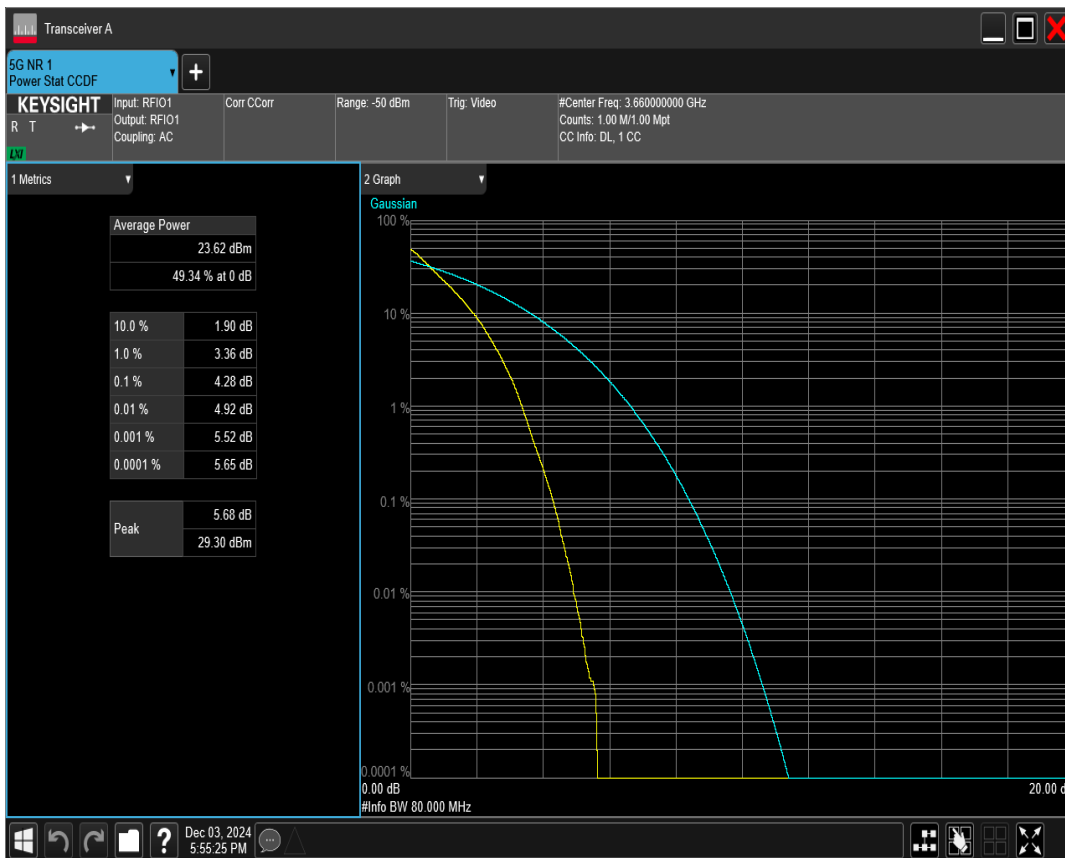 Transceiver A
5G NR 1
Power Stat CCDF
KEYSIGHT
R T
LXI
Input: RFIO1
Output: RFIO1
Coupling: AC
Corr CCorr
Range: -50 dBm
Trig: Video
#Center Freq: 3.660000000 GHz
Counts: 1.00 M/1.00 Mpt
CC Info: DL, 1 CC
1 Metrics
Average Power
23.62 dBm
49.34 % at 0 dB
10.0 % 1.90 dB
1.0 % 3.36 dB
0.1 % 4.28 dB
0.01 % 4.92 dB
0.001 % 5.52 dB
0.0001 % 5.65 dB
Peak
5.68 dB
29.30 dBm
2 Graph
Gaussian
100 %
10 %
1 %
0.1 %
0.01 %
0.001 %
0.0001 %
0.00 dB 20.00 d
#Info BW 80.000 MHz
Dec 03, 2024
5:55:25 PM